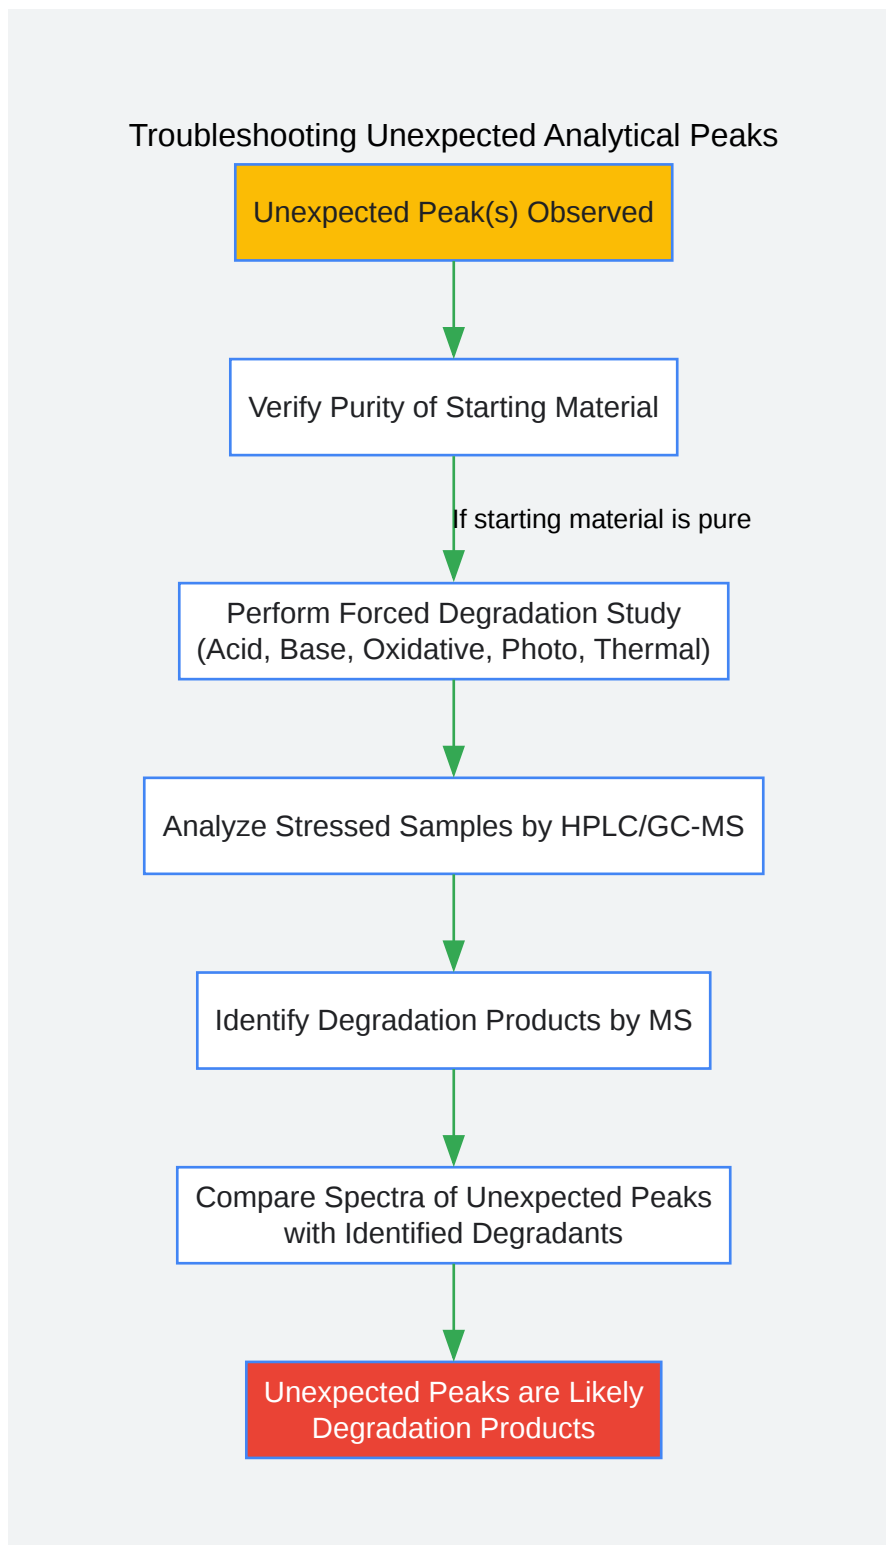 Troubleshooting Unexpected Analytical Peaks
Unexpected Peak(s) Observed
Verify Purity of Starting Material
If starting material is pure
Perform Forced Degradation Study
(Acid, Base, Oxidative, Photo, Thermal)
Analyze Stressed Samples by HPLC/GC-MS
Identify Degradation Products by MS
Compare Spectra of Unexpected Peaks
with Identified Degradants
Unexpected Peaks are Likely
Degradation Products